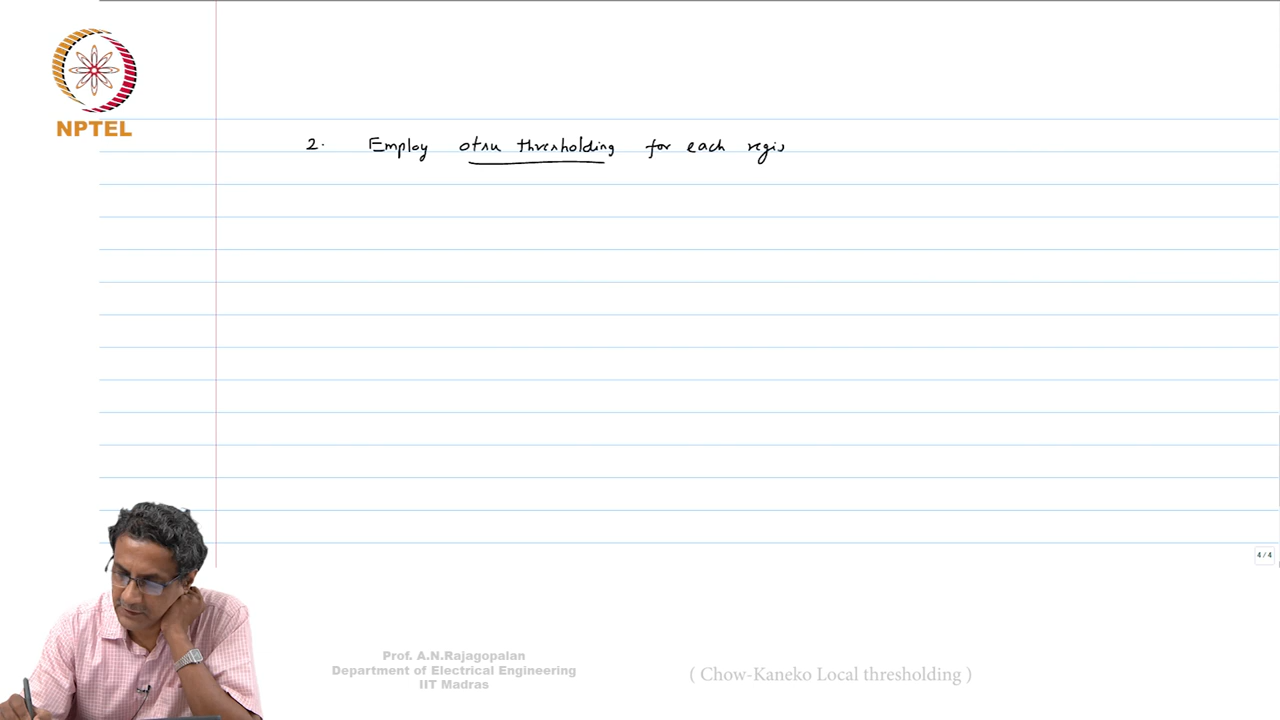 NPTEL
2. Employ otsu thresholding for each regio
4 / 4
Prof. A.N.Rajagopalan
Department of Electrical Engineering
IIT Madras
( Chow-Kaneko Local thresholding )